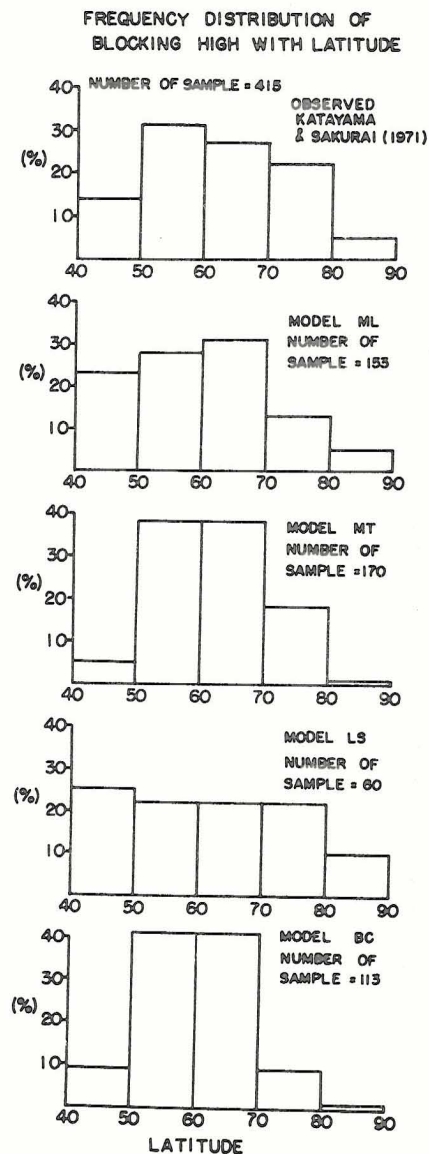 FREQUENCY DISTRIBUTION OF
BLOCKING HIGH WITH LATITUDE
NUMBER OF SAMPLE = 415
OBSERVED
KATAYAMA
& SAKURAI (1971)
(%)
40
30
20
10
40 50 60 70 80 90
MODEL ML
NUMBER OF
SAMPLE = 153
(%)
40
30
20
10
40 50 60 70 80 90
MODEL MT
NUMBER OF
SAMPLE =170
(%)
40
30
20
10
40 50 60 70 80 90
MODEL LS
NUMBER OF
SAMPLE = 60
(%)
40
30
20
10
40 50 60 70 80 90
MODEL BC
NUMBER OF
SAMPLE = 113
(%)
40
30
20
10
40 50 60 70 80 90
LATITUDE